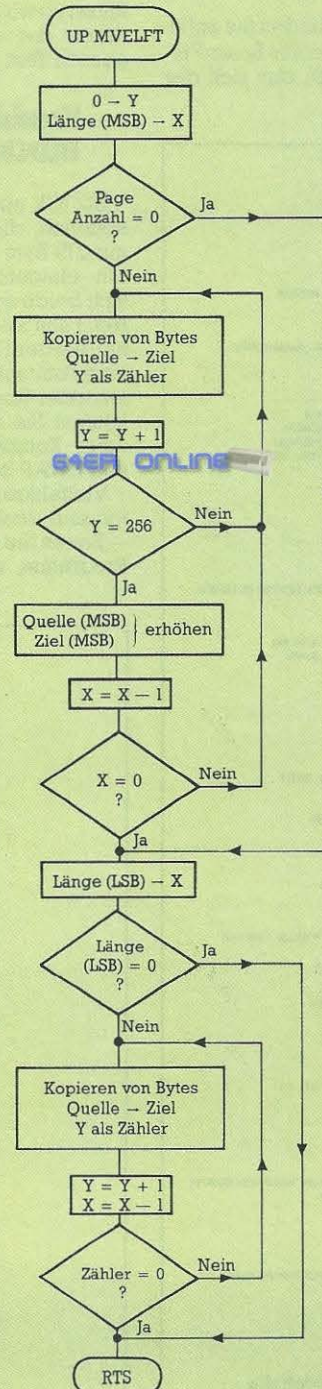 UP MVELFT
0 → Y
Länge (MSB) → X
Page
Anzahl = 0
?
Ja
Nein
Kopieren von Bytes
Quelle → Ziel
Y als Zähler
Y = Y + 1
64ER ONLINE
Y = 256
Nein
Ja
Quelle (MSB)
Ziel (MSB)
} erhöhen
X = X – 1
X = 0
?
Nein
Ja
Länge (LSB) → X
Länge
(LSB) = 0
?
Ja
Nein
Kopieren von Bytes
Quelle → Ziel
Y als Zähler
Y = Y + 1
X = X – 1
Zähler = 0
?
Nein
Ja
RTS